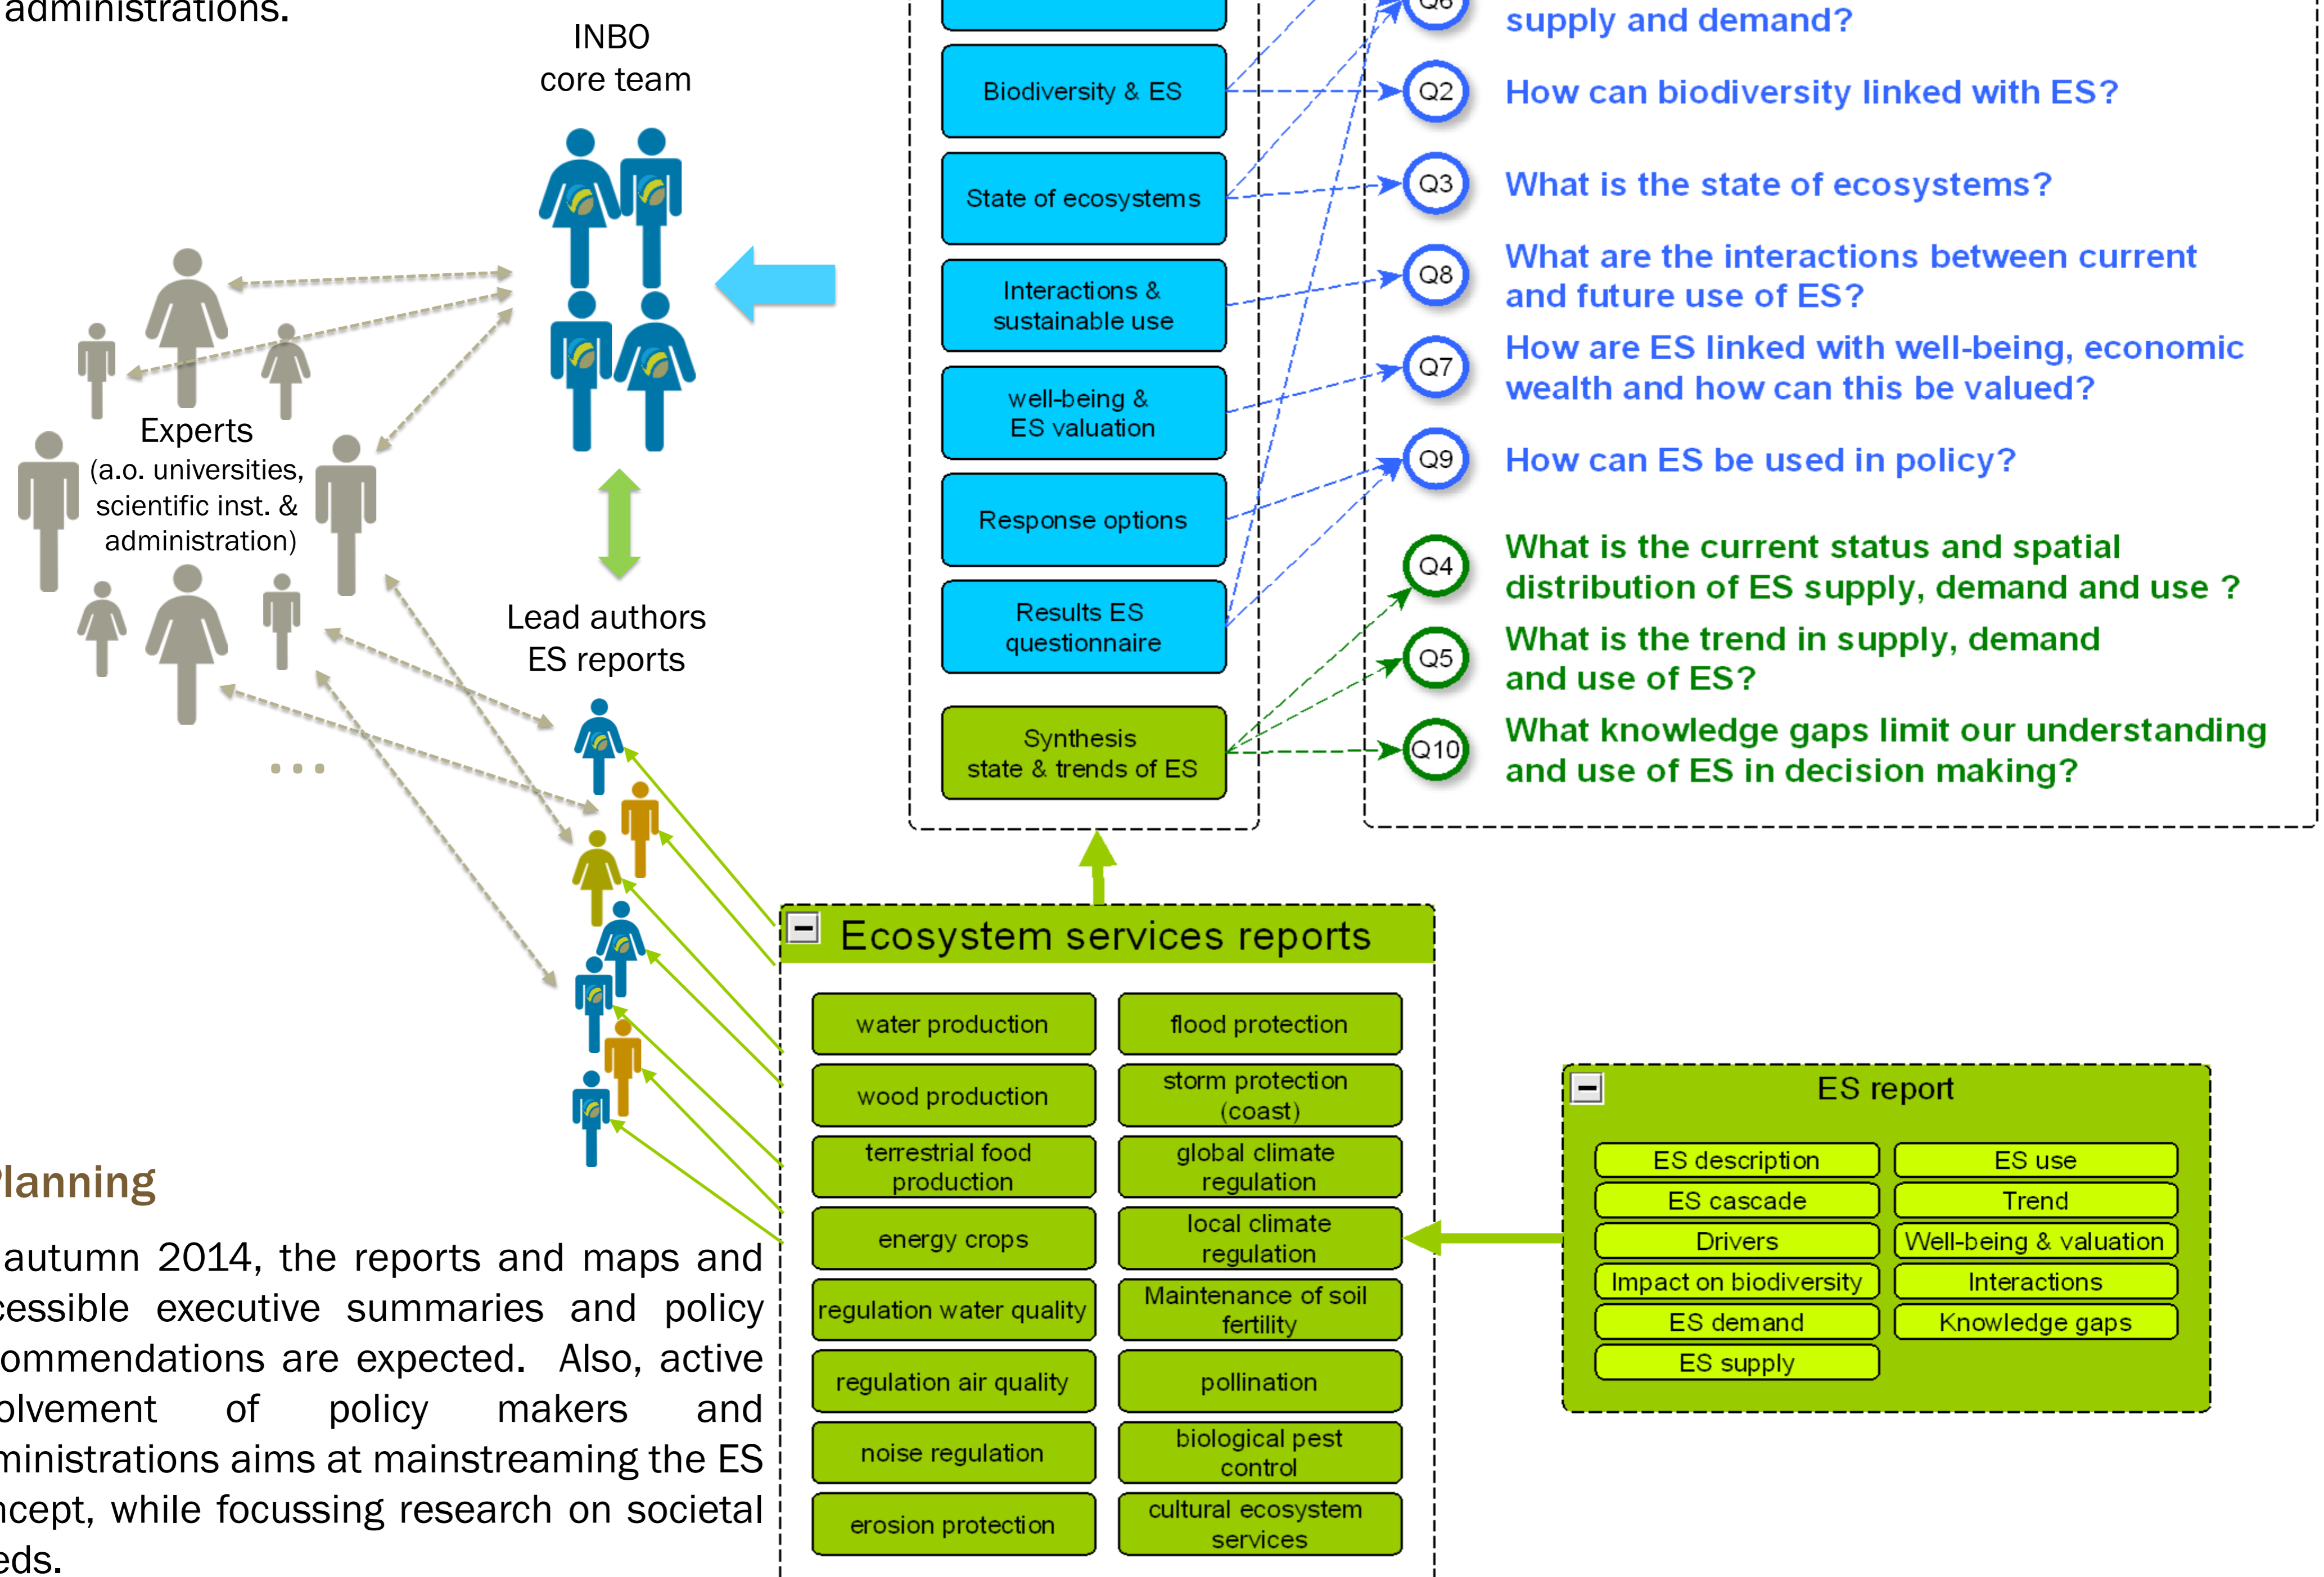 administrations.
INBO
core team
Experts
(a.o. universities,
scientific inst. &
administration)
...
Lead authors
ES reports
Biodiversity & ES
State of ecosystems
Interactions &
sustainable use
well-being &
ES valuation
Response options
Results ES
questionnaire
Synthesis
state & trends of ES
Q6
supply and demand?
Q2
How can biodiversity linked with ES?
Q3
What is the state of ecosystems?
Q8
What are the interactions between current
and future use of ES?
Q7
How are ES linked with well-being, economic
wealth and how can this be valued?
Q9
How can ES be used in policy?
Q4
What is the current status and spatial
distribution of ES supply, demand and use ?
Q5
What is the trend in supply, demand
and use of ES?
Q10
What knowledge gaps limit our understanding
and use of ES in decision making?
Ecosystem services reports
water production
flood protection
wood production
storm protection
(coast)
terrestrial food
production
global climate
regulation
energy crops
local climate
regulation
regulation water quality
Maintenance of soil
fertility
regulation air quality
pollination
noise regulation
biological pest
control
erosion protection
cultural ecosystem
services
ES report
ES description
ES use
ES cascade
Trend
Drivers
Well-being & valuation
Impact on biodiversity
Interactions
ES demand
Knowledge gaps
ES supply
lanning
autumn 2014, the reports and maps and
cessible executive summaries and policy
ommendations are expected. Also, active
olvement of policy makers and
ministrations aims at mainstreaming the ES
ncept, while focussing research on societal
eds.